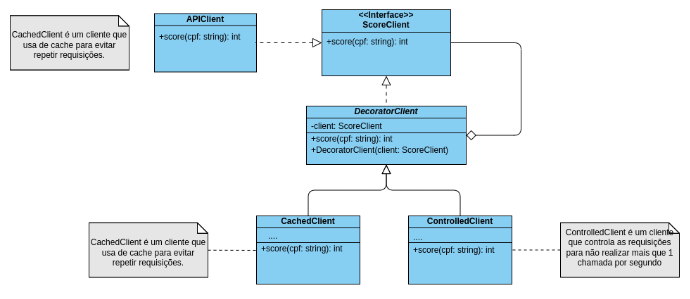 CachedClient é um cliente que
usa de cache para evitar
repetir requisições.
APIClient
+score(cpf: string): int
<<Interface>>
ScoreClient
+score(cpf: string): int
DecoratorClient
-client: ScoreClient
+score(cpf: string): int
+DecoratorClient(client: ScoreClient)
CachedClient é um cliente que
usa de cache para evitar
repetir requisições.
CachedClient
....
+score(cpf: string): int
ControlledClient
....
+score(cpf: string): int
ControlledClient é um cliente
que controla as requisições
para não realizar mais que 1
chamada por segundo